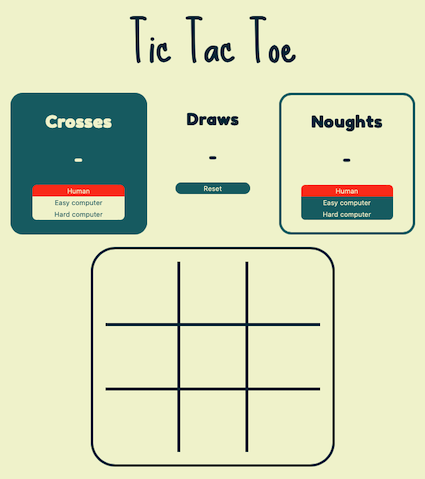 Tic Tac Toe
Crosses
-
Human
Easy computer
Hard computer
Draws
-
Reset
Noughts
-
Human
Easy computer
Hard computer